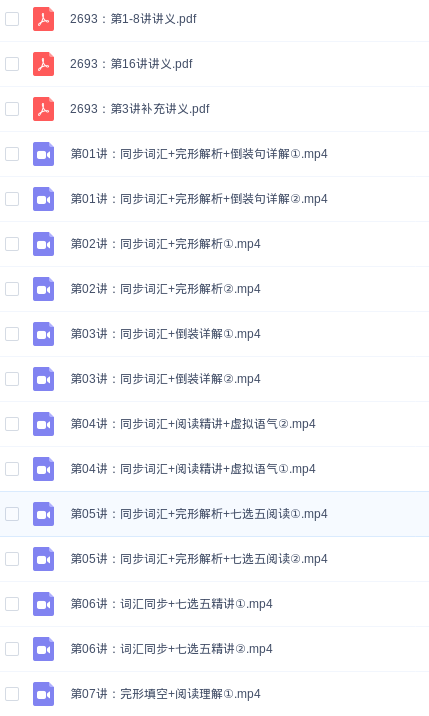 2693：第1-8讲讲义.pdf
2693：第16讲讲义.pdf
2693：第3讲补充讲义.pdf
第01讲：同步词汇+完形解析+倒装句详解①.mp4
第01讲：同步词汇+完形解析+倒装句详解②.mp4
第02讲：同步词汇+完形解析①.mp4
第02讲：同步词汇+完形解析②.mp4
第03讲：同步词汇+倒装详解①.mp4
第03讲：同步词汇+倒装详解②.mp4
第04讲：同步词汇+阅读精讲+虚拟语气②.mp4
第04讲：同步词汇+阅读精讲+虚拟语气①.mp4
第05讲：同步词汇+完形解析+七选五阅读①.mp4
第05讲：同步词汇+完形解析+七选五阅读②.mp4
第06讲：词汇同步+七选五精讲①.mp4
第06讲：词汇同步+七选五精讲②.mp4
第07讲：完形填空+阅读理解①.mp4